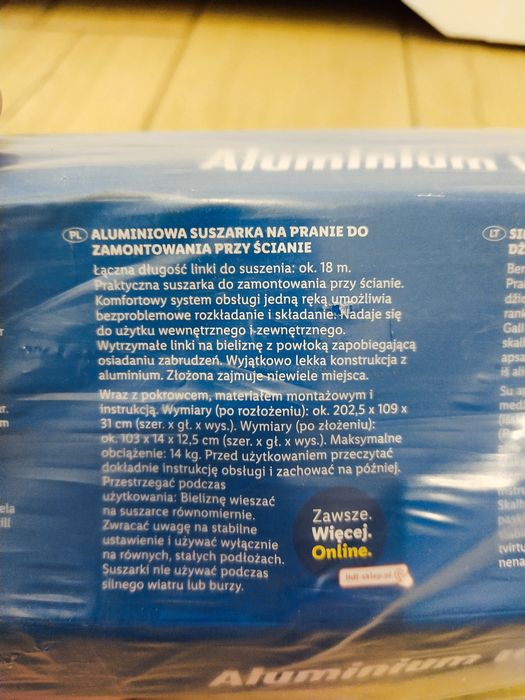 Aluminium
PL ALUMINIOWA SUSZARKA NA PRANIE DO
ZAMONTOWANIA PRZY ŚCIANIE
Łączna długość linki do suszenia: ok. 18 m.
Praktyczna suszarka do zamontowania przy ścianie.
Komfortowy system obsługi jedną ręką umożliwia
bezproblemowe rozkładanie i składanie. Nadaje się
do użytku wewnętrznego i zewnętrznego.
Wytrzymałe linki na bieliznę z powłoką zapobiegającą
osiadaniu zabrudzeń. Wyjątkowo lekka konstrukcja z
aluminium. Złożona zajmuje niewiele miejsca.
Wraz z pokrowcem, materiałem montażowym i
instrukcją. Wymiary (po rozłożeniu): ok. 202,5 x 109 x
31 cm (szer. x gł. x wys.). Wymiary (po złożeniu):
ok. 103 x 14 x 12,5 cm (szer. x gł. x wys.). Maksymalne
obciążenie: 14 kg. Przed użytkowaniem przeczytać
dokładnie instrukcję obsługi i zachować na później.
Przestrzegać podczas
użytkowania: Bieliznę wieszać
na suszarce równomiernie.
Zwracać uwagę na stabilne
ustawienie i używać wyłącznie
na równych, stałych podłożach.
Suszarki nie używać podczas
silnego wiatru lub burzy.
Zawsze.
Więcej.
Online.
lidl-sklep.pl
LT
Aluminium